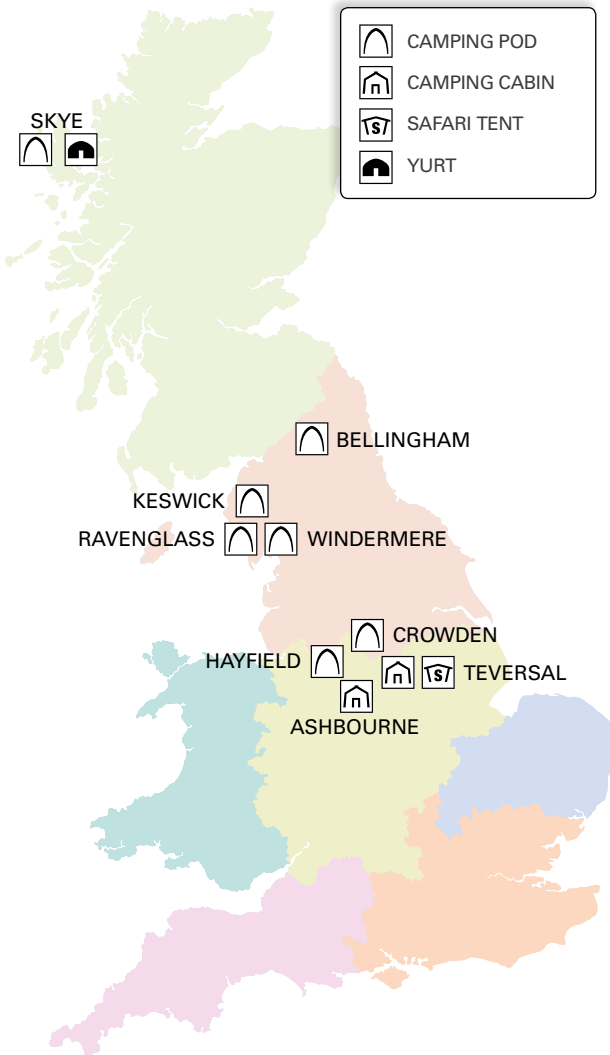 CAMPING POD
CAMPING CABIN
SAFARI TENT
YURT
SKYE
BELLINGHAM
KESWICK
RAVENGLASS
WINDERMERE
CROWDEN
HAYFIELD
S
S
TEVERSAL
ASHBOURNE